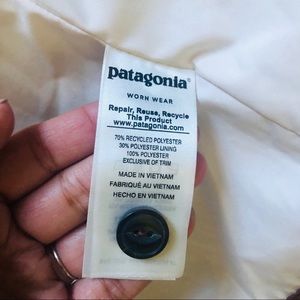 patagonia®
WORN WEAR
Repair, Reuse, Recycle
This Product
www.patagonia.com
70% RECYCLED POLYESTER
30% POLYESTER LINING
100% POLYESTER
EXCLUSIVE OF TRIM
MADE IN VIETNAM
FABRIQUÉ AU VIETNAM
HECHO EN VIETNAM